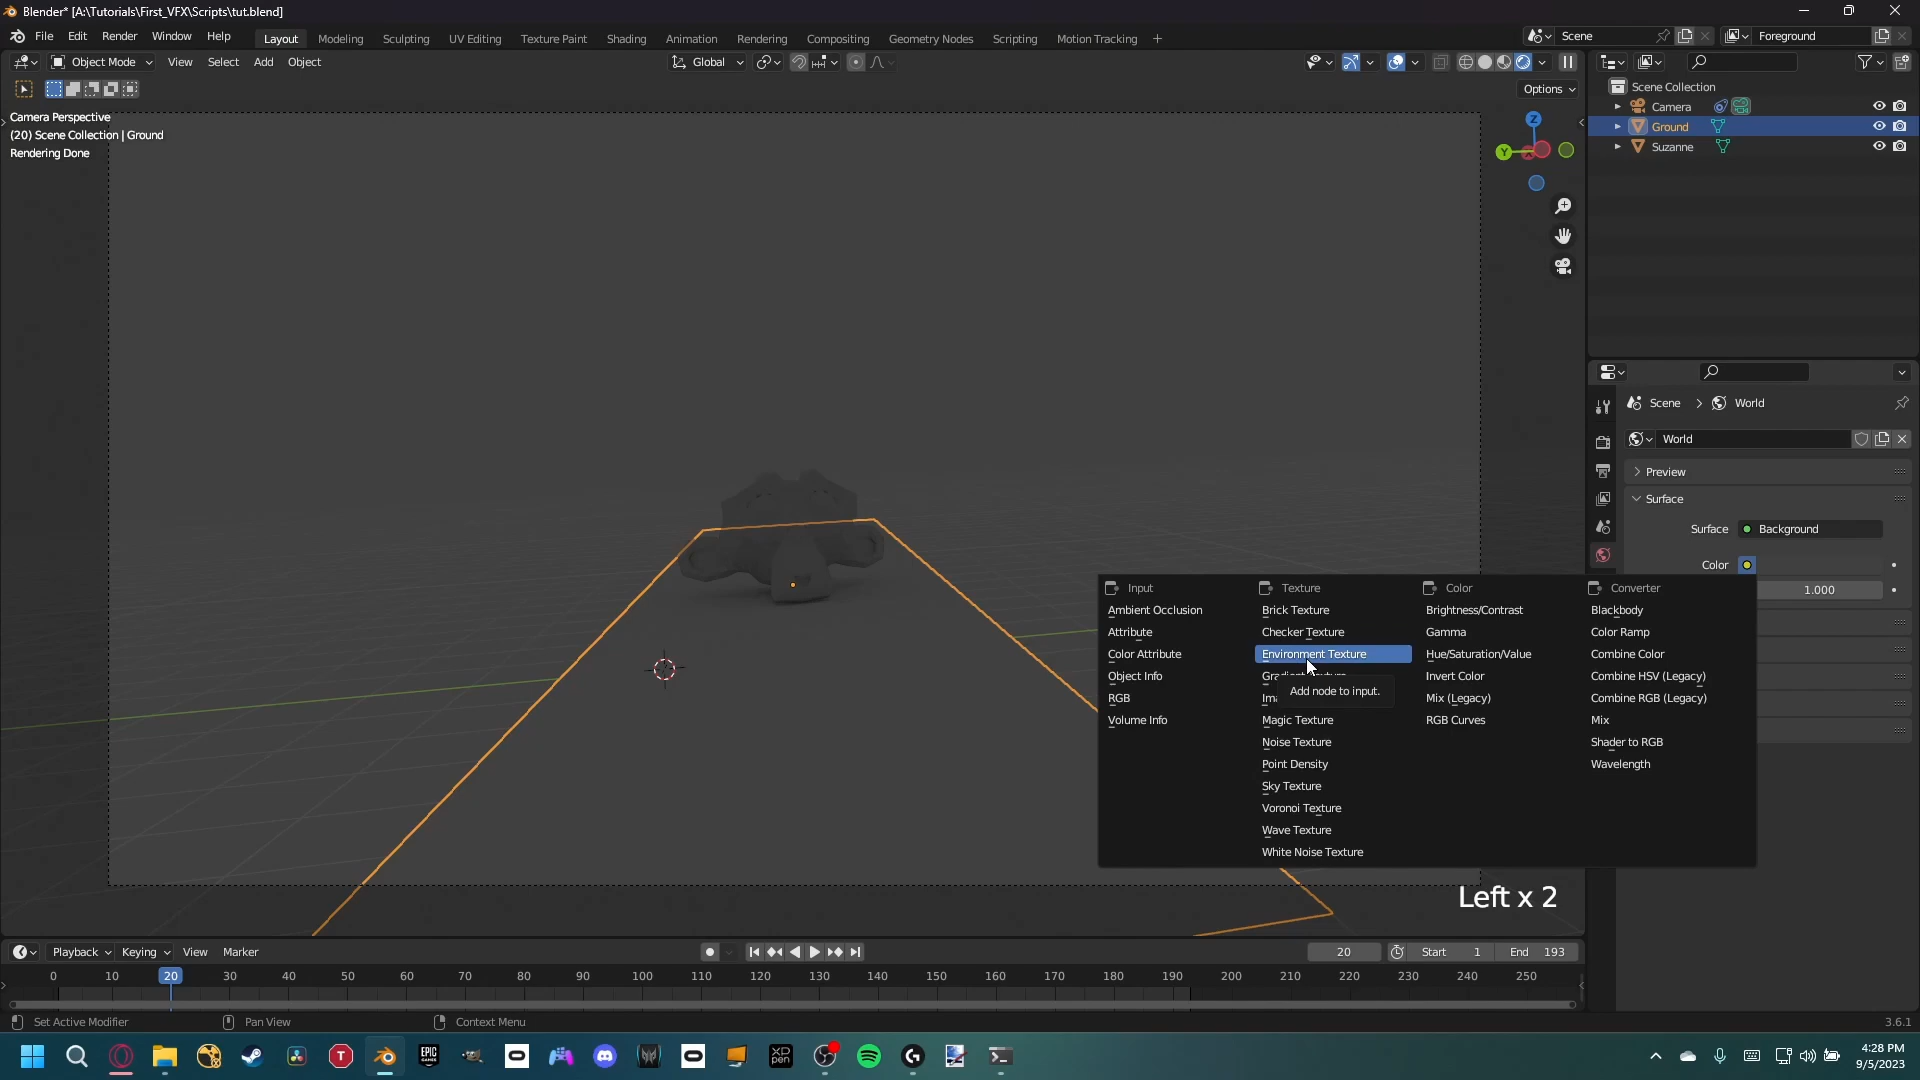 Blender* [A:\Tutorials\First_VFX\Scripts\tut.blend]
File Edit Render Window Help Layout Modeling Sculpting UV Editing Texture Paint Shading Animation Rendering Compositing Geometry Nodes Scripting Motion Tracking + Scene Foreground
Object Mode View Select Add Object Global
Options
Camera Perspective
(20) Scene Collection | Ground
Rendering Done
Z
Y
X
Scene Collection
Camera
Ground
Suzanne
Scene > World
World
Preview
Surface
Surface Background
Color
1.000
Input Texture Color Converter
Ambient Occlusion Brick Texture Brightness/Contrast Blackbody
Attribute Checker Texture Gamma Color Ramp
Color Attribute Environment Texture Hue/Saturation/Value Combine Color
Object Info Invert Color Combine HSV (Legacy)
Add node to input.
RGB Mix (Legacy) Combine RGB (Legacy)
Volume Info Magic Texture RGB Curves Mix
Noise Texture Shader to RGB
Point Density Wavelength
Sky Texture
Voronoi Texture
Wave Texture
White Noise Texture
Left x 2
Playback Keying View Marker 20 Start 1 End 193
0 10 20 30 40 50 60 70 80 90 100 110 120 130 140 150 160 170 180 190 200 210 220 230 240 250
Set Active Modifier Pan View Context Menu 3.6.1
T EPIC GAMES XP PEN
4:28 PM
9/5/2023